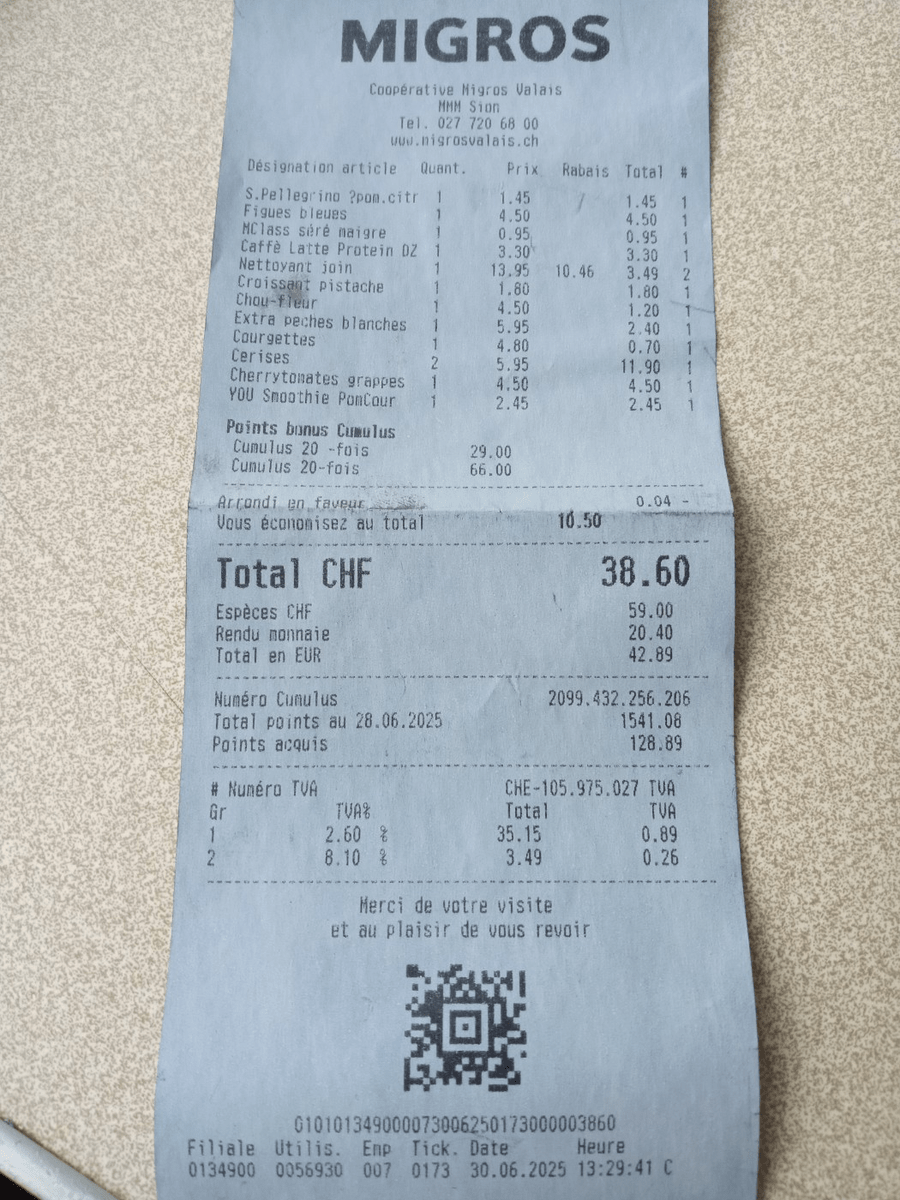 MIGROS
Coopérative Migros Valais
MMM Sion
Tel. 027 720 68 00
www.migrosvalais.ch
Désignation article Quant. Prix Rabais Total #
S.Pellegrino ?pom.citr 1 1.45 1.45 1
Figues bleues 1 4.50 4.50 1
MClass séré maigre 1 0.95 0.95 1
Caffè Latte Protein DZ 1 3.30 3.30 1
Nettoyant join 1 13.95 10.46 3.49 2
Croissant pistache 1 1.80 1.80 1
Chou-fleur 1 4.50 1.20 1
Extra peches blanches 1 5.95 2.40 1
Courgettes 1 4.80 0.70 1
Cerises 2 5.95 11.90 1
Cherrytomates grappes 1 4.50 4.50 1
YOU Smoothie PomCour 1 2.45 2.45 1
Points bonus Cumulus
Cumulus 20 -fois 29.00
Cumulus 20-fois 66.00
Arrondi en faveur 0.04 -
Vous économisez au total 10.50
Total CHF 38.60
Espèces CHF 59.00
Rendu monnaie 20.40
Total en EUR 42.89
Numéro Cumulus 2099.432.256.206
Total points au 28.06.2025 1541.08
Points acquis 128.89
# Numéro TVA CHE-105.975.027 TVA
Gr TVA% Total TVA
1 2.60 % 35.15 0.89
2 8.10 % 3.49 0.26
Merci de votre visite
et au plaisir de vous revoir
01010134900007300625017300003860
Filiale Utilis. Emp Tick. Date Heure
0134900 0056930 007 0173 30.06.2025 13:29:41 C